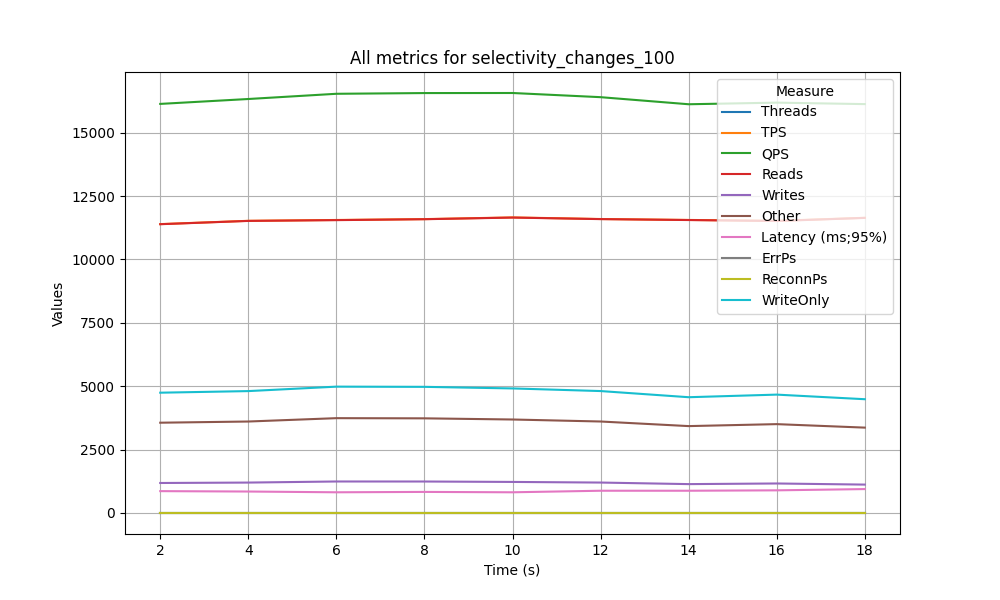 All metrics for selectivity_changes_100
Measure
Threads
TPS
QPS
Reads
Writes
Other
Latency (ms;95%)
ErrPs
ReconnPs
WriteOnly
15000
12500
10000
7500
5000
2500
0
Values
2 4 6 8 10 12 14 16 18
Time (s)